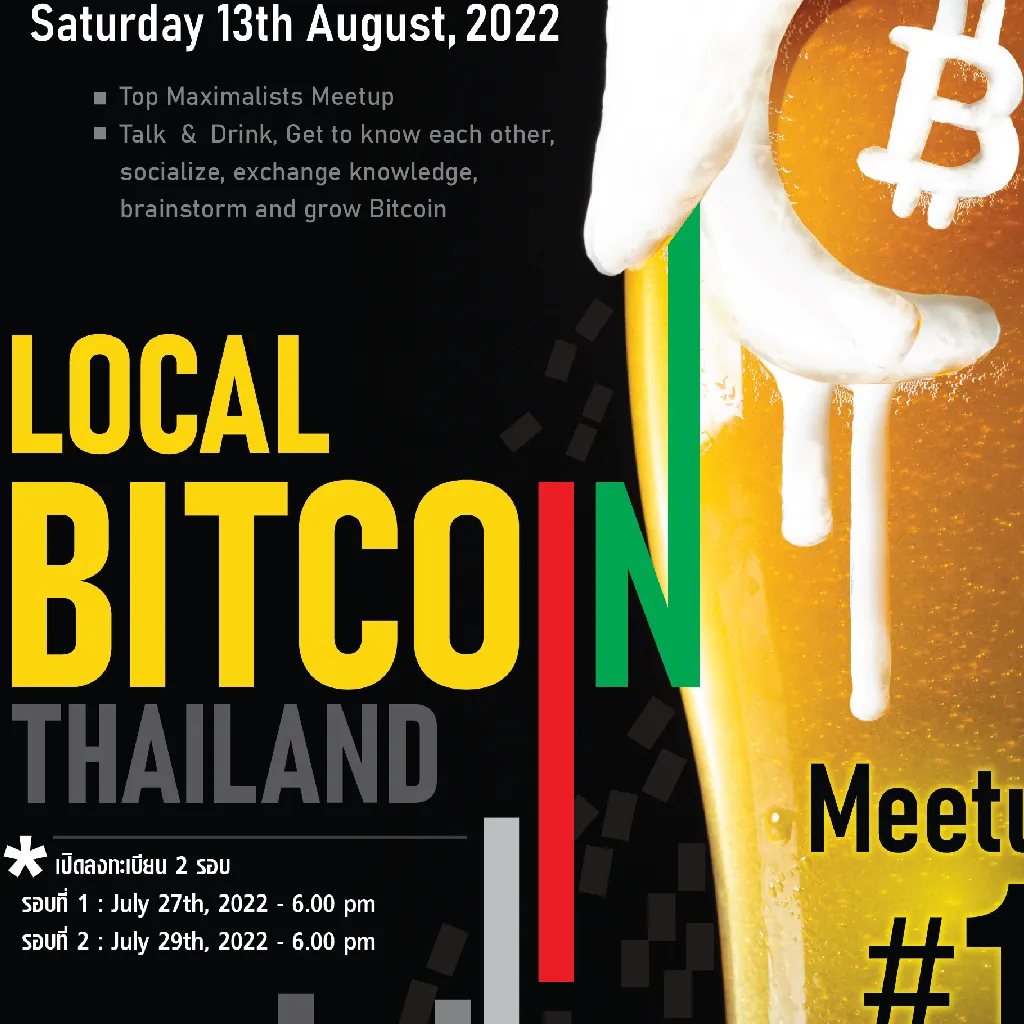 Saturday 13th August, 2022
■ Top Maximalists Meetup
■ Talk & Drink, Get to know each other,
socialize, exchange knowledge,
brainstorm and grow Bitcoin
LOCAL
BITCOIN
THAILAND
* เปิดลงทะเบียน 2 รอบ
รอบที่ 1 : July 27th, 2022 - 6.00 pm
รอบที่ 2 : July 29th, 2022 - 6.00 pm
Meetu
#1